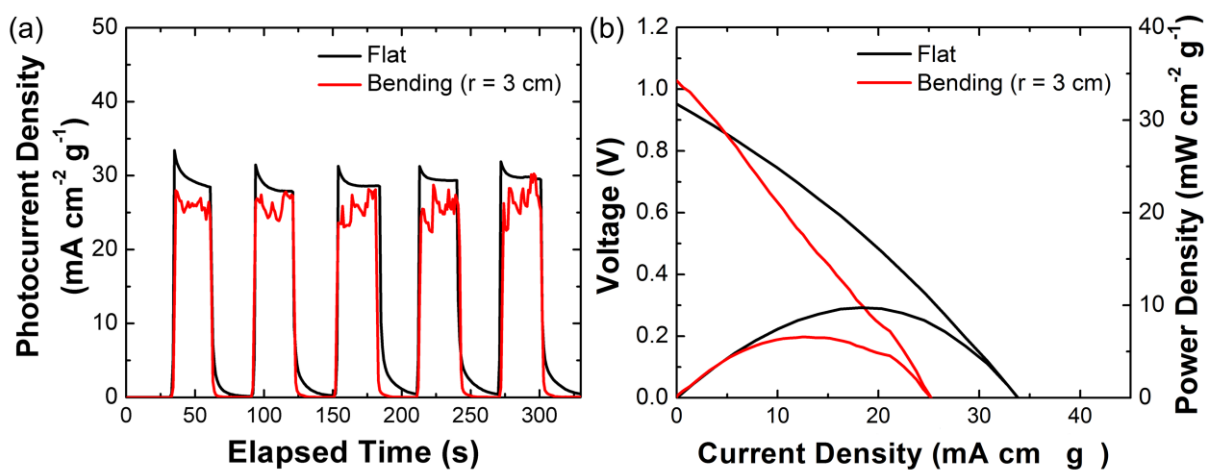 (a)
50
40
30
20
10
0
Photocurrent Density
(mA cm⁻² g⁻¹)
Flat
Bending (r = 3 cm)
0 50 100 150 200 250 300
Elapsed Time (s)
(b)
1.2
1.0
0.8
0.6
0.4
0.2
0.0
Voltage (V)
Flat
Bending (r = 3 cm)
40
30
20
10
0
Power Density (mW cm⁻² g⁻¹)
0 10 20 30 40
Current Density (mA cm g )